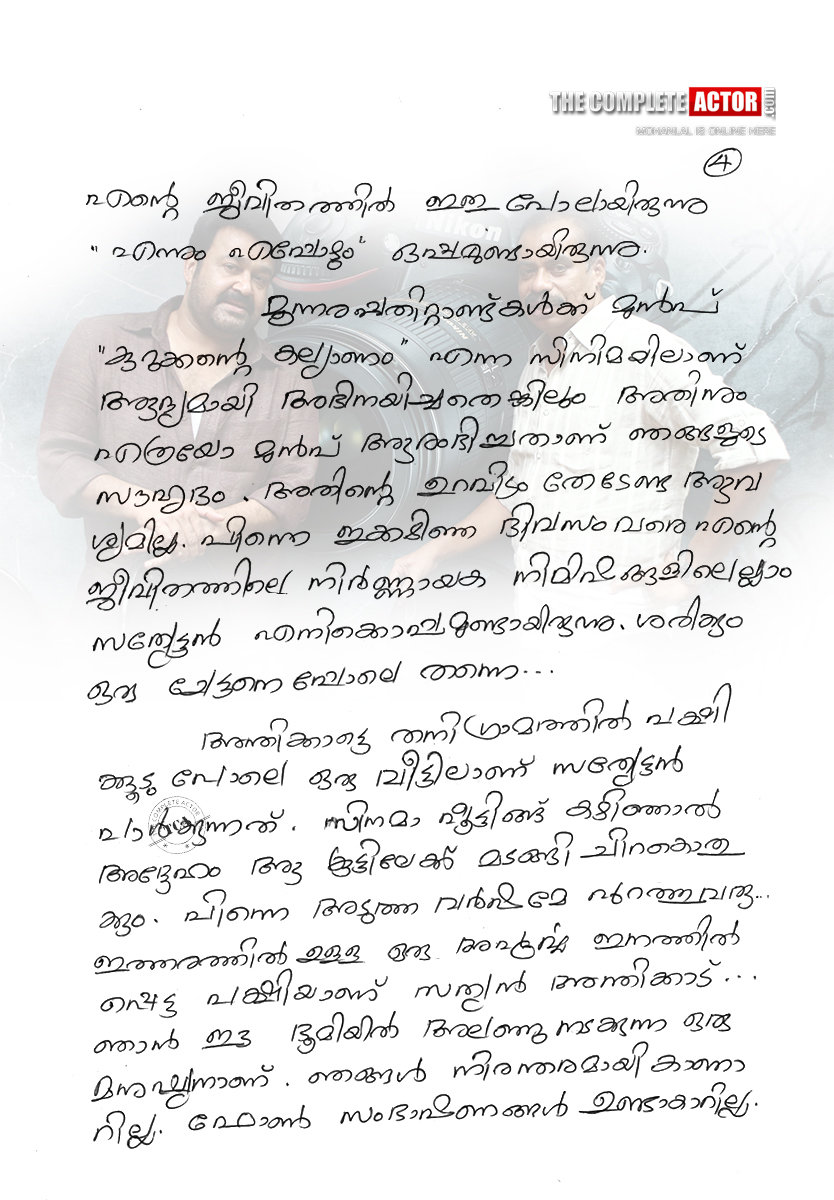 THE COMPLETE ACTOR.com
MOHANLAL IS ONLINE HERE
4
എന്റെ ജീവിതത്തിൽ ഇതുപോലായിരുന്നു
"എന്നും എപ്പോഴും" ഒപ്പമുണ്ടായിരുന്നു.
മൂന്നരപതിറ്റാണ്ടുകൾക്ക് മുൻപ്
"കുറുക്കന്റെ കല്യാണം" എന്ന സിനിമയിലാണ്
ആദ്യമായി അഭിനയിച്ചതെങ്കിലും അതിനും
എത്രയോ മുൻപ് ആരംഭിച്ചതാണ് ഞങ്ങളുടെ
സൗഹൃദം. അതിന്റെ ഉറവിടം തേടേണ്ട ആവ
ശ്യമില്ല. പിന്നെ ഇക്കഴിഞ്ഞ ദിവസം വരെ എന്റെ
ജീവിതത്തിലെ നിർണ്ണായക നിമിഷങ്ങളിലെല്ലാം
സത്യേട്ടൻ എനിക്കൊപ്പമുണ്ടായിരുന്നു. ശരിക്കും
ഒരു ചേട്ടനെപ്പോലെ തന്നെ...
അന്തിക്കാട്ടെ തനിഗ്രാമത്തിൽ പക്ഷി
ക്കൂടു പോലെ ഒരു വീട്ടിലാണ് സത്യേട്ടൻ
പാർക്കുന്നത്. സിനിമാ ഷൂട്ടിങ്ങ് കഴിഞ്ഞാൽ
അദ്ദേഹം ആ കൂട്ടിലേക്ക് മടങ്ങി ചിറകൊതു
ക്കും. പിന്നെ അടുത്ത വർഷമേ പുറത്തുവരൂ...
ഇത്തരത്തിൽ ഉള്ള ഒരു അപൂർവ്വ ഇനത്തിൽ
പെട്ട പക്ഷിയാണ് സത്യൻ അന്തിക്കാട്...
ഞാൻ ഈ ഭൂമിയിൽ അലഞ്ഞു നടക്കുന്ന ഒരു
മനുഷ്യനാണ്. ഞങ്ങൾ നിരന്തരമായി കാണാ
റില്ല. ഫോൺ സംഭാഷണങ്ങൾ ഉണ്ടാകാറില്ല.
Nikon